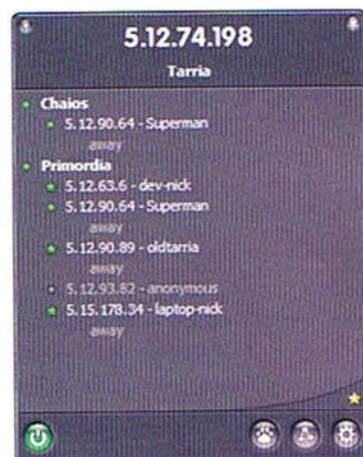 5.12.74.198
Tarria
Chaios
5.12.90.64 - Superman
away
Primordia
5.12.63.6 - dev-nick
5.12.90.64 - Superman
away
5.12.90.89 - oldtarria
away
5.12.93.82 - anonymous
5.15.178.34 - laptop-nick
away